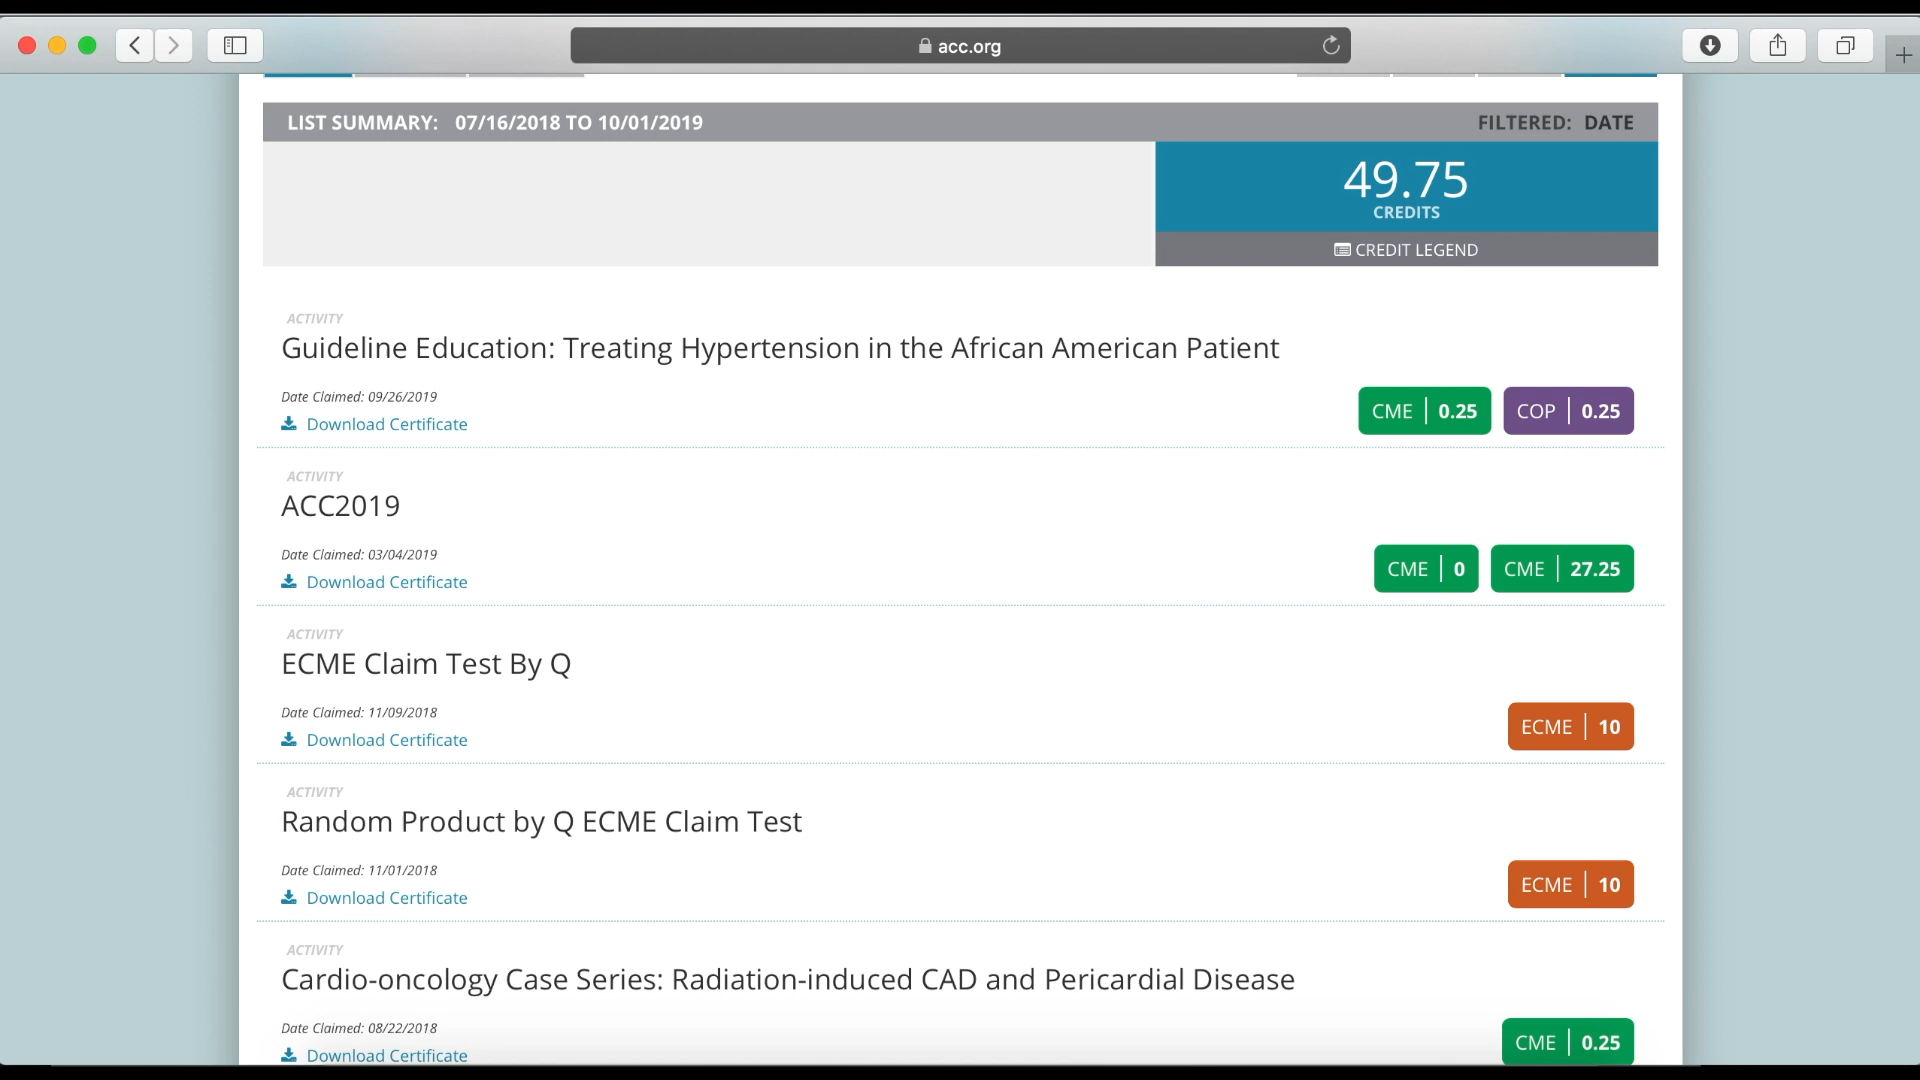 acc.org
LIST SUMMARY: 07/16/2018 TO 10/01/2019
FILTERED: DATE
49.75
CREDITS
CREDIT LEGEND
ACTIVITY
Guideline Education: Treating Hypertension in the African American Patient
Date Claimed: 09/26/2019
Download Certificate
CME 0.25
COP 0.25
ACTIVITY
ACC2019
Date Claimed: 03/04/2019
Download Certificate
CME 0
CME 27.25
ACTIVITY
ECME Claim Test By Q
Date Claimed: 11/09/2018
Download Certificate
ECME 10
ACTIVITY
Random Product by Q ECME Claim Test
Date Claimed: 11/01/2018
Download Certificate
ECME 10
ACTIVITY
Cardio-oncology Case Series: Radiation-induced CAD and Pericardial Disease
Date Claimed: 08/22/2018
Download Certificate
CME 0.25